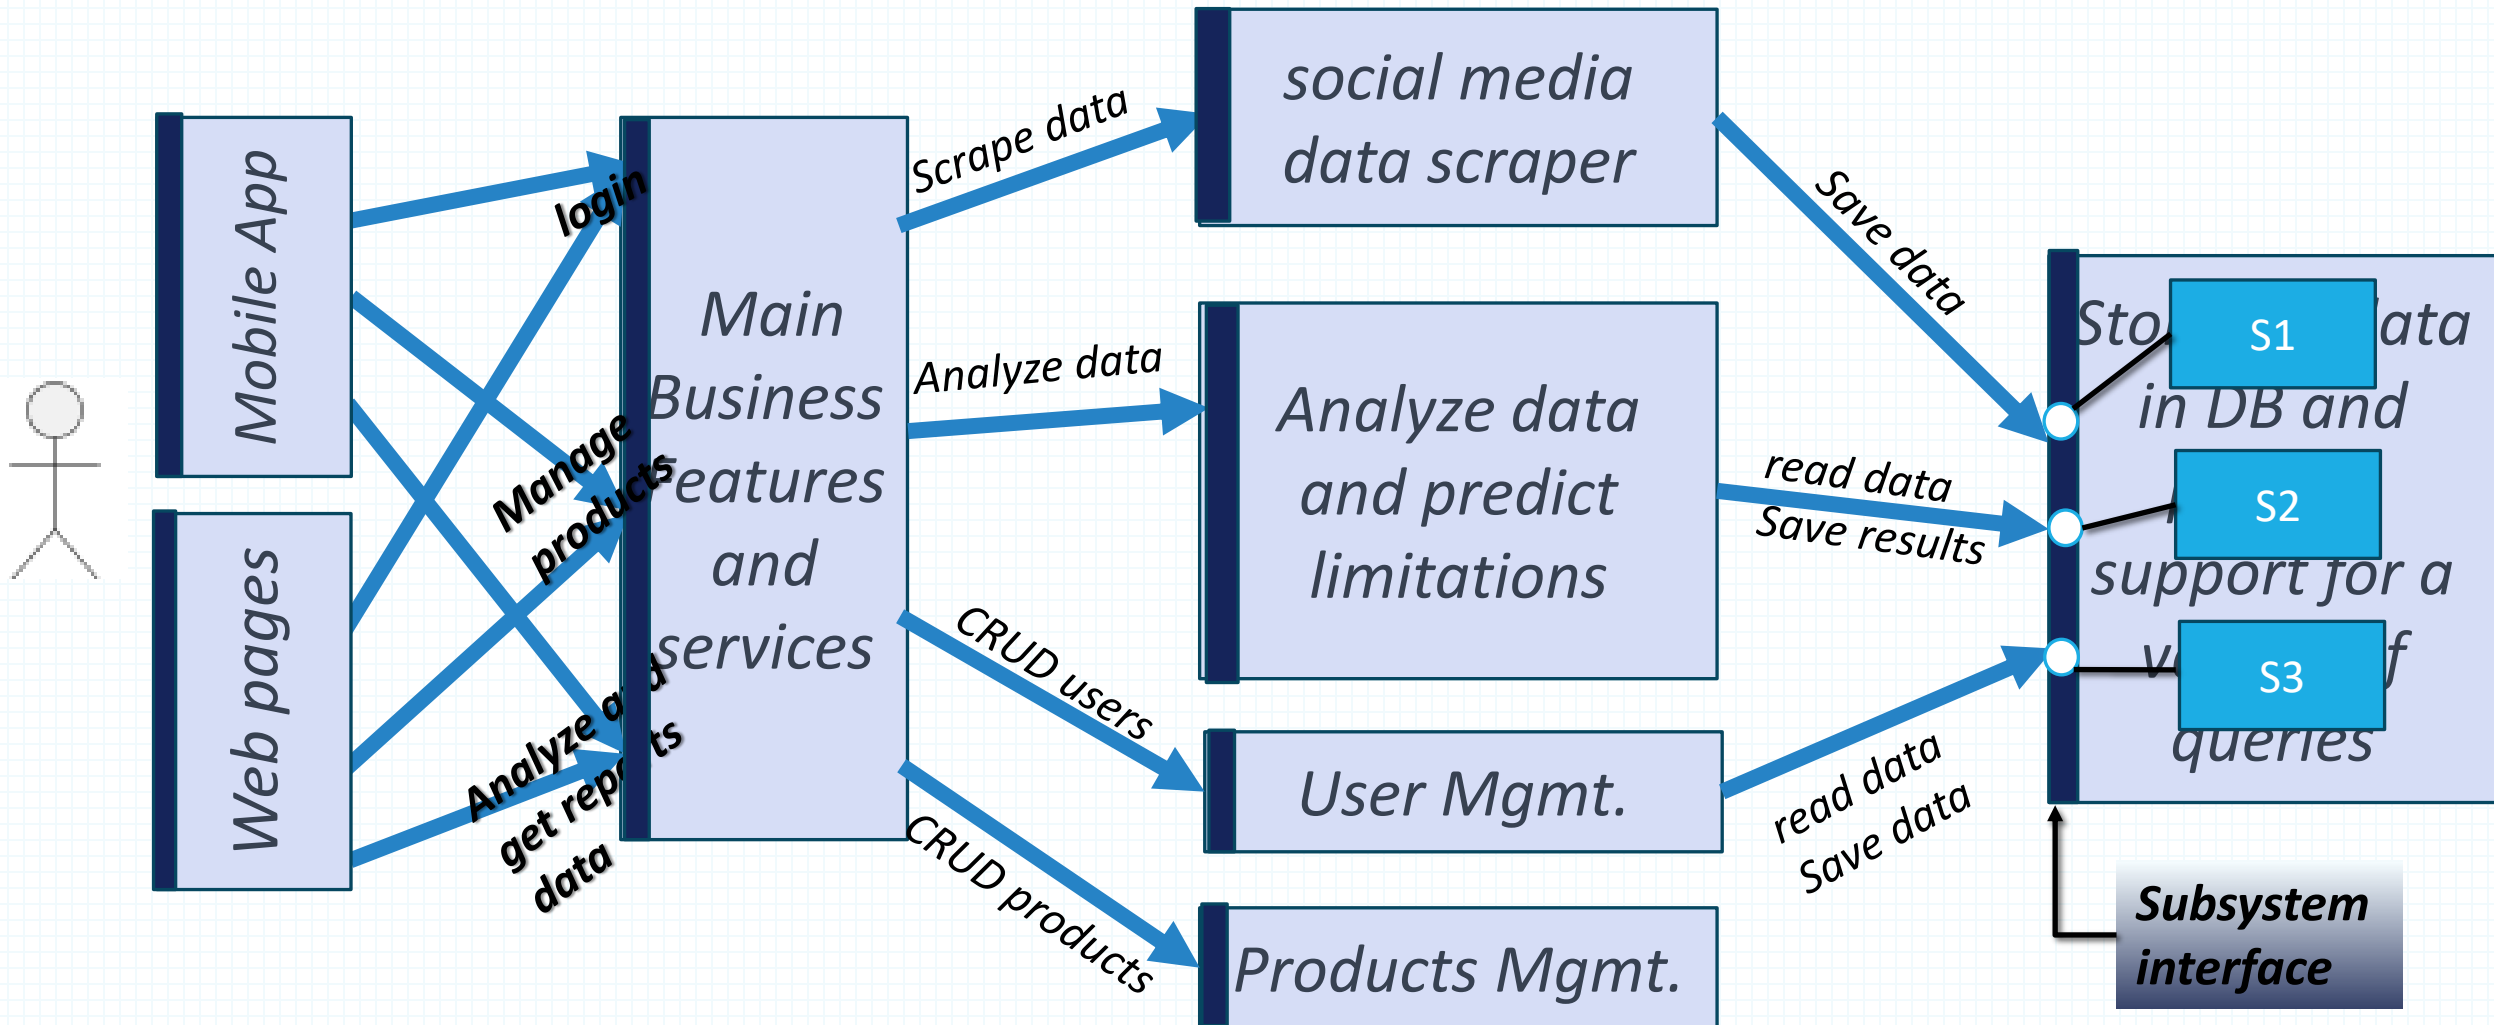 Mobile App
Web pages
login
Manage
products
Analyze and
get reports
data
Main
Business
Features
and
services
Scrape data
Analyze data
CRUD users
CRUD products
social media
data scraper
Analyze data
and predict
limitations
User Mgmt.
Products Mgmt.
Save data
read data
Save results
read data
Save data
S1
in DB and
S2
support for a
S3
queries
Subsystem
interface